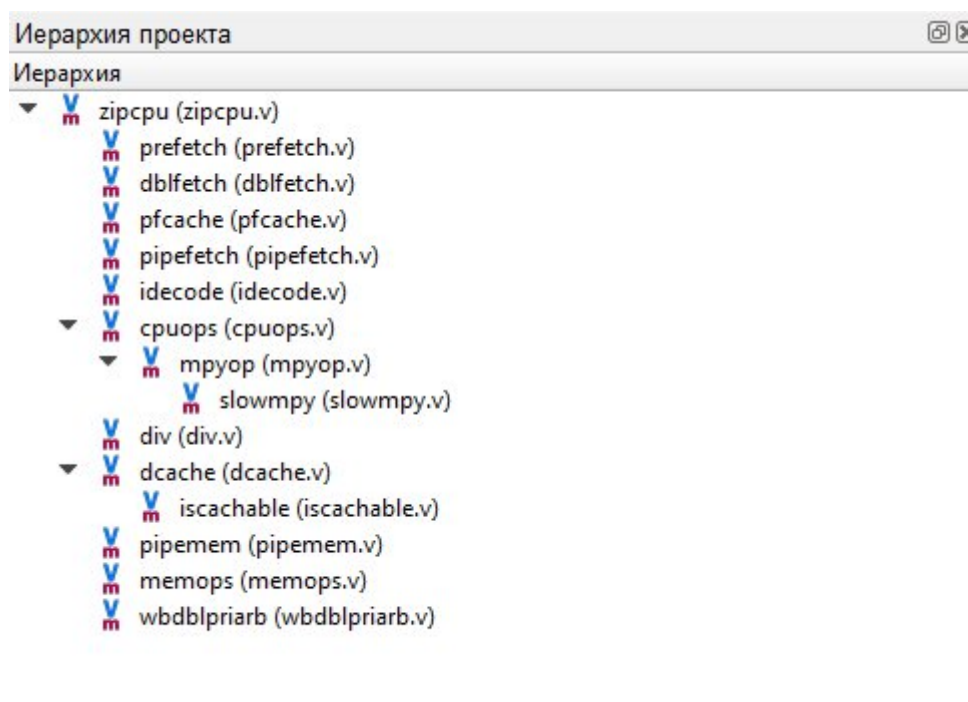 Иерархия проекта
Иерархия
zipcpu (zipcpu.v)
prefetch (prefetch.v)
dblfetch (dblfetch.v)
pfcache (pfcache.v)
pipefetch (pipefetch.v)
idecode (idecode.v)
cpuops (cpuops.v)
mpyop (mpyop.v)
slowmpy (slowmpy.v)
div (div.v)
dcache (dcache.v)
iscachable (iscachable.v)
pipemem (pipemem.v)
memops (memops.v)
wbdblpriarb (wbdblpriarb.v)